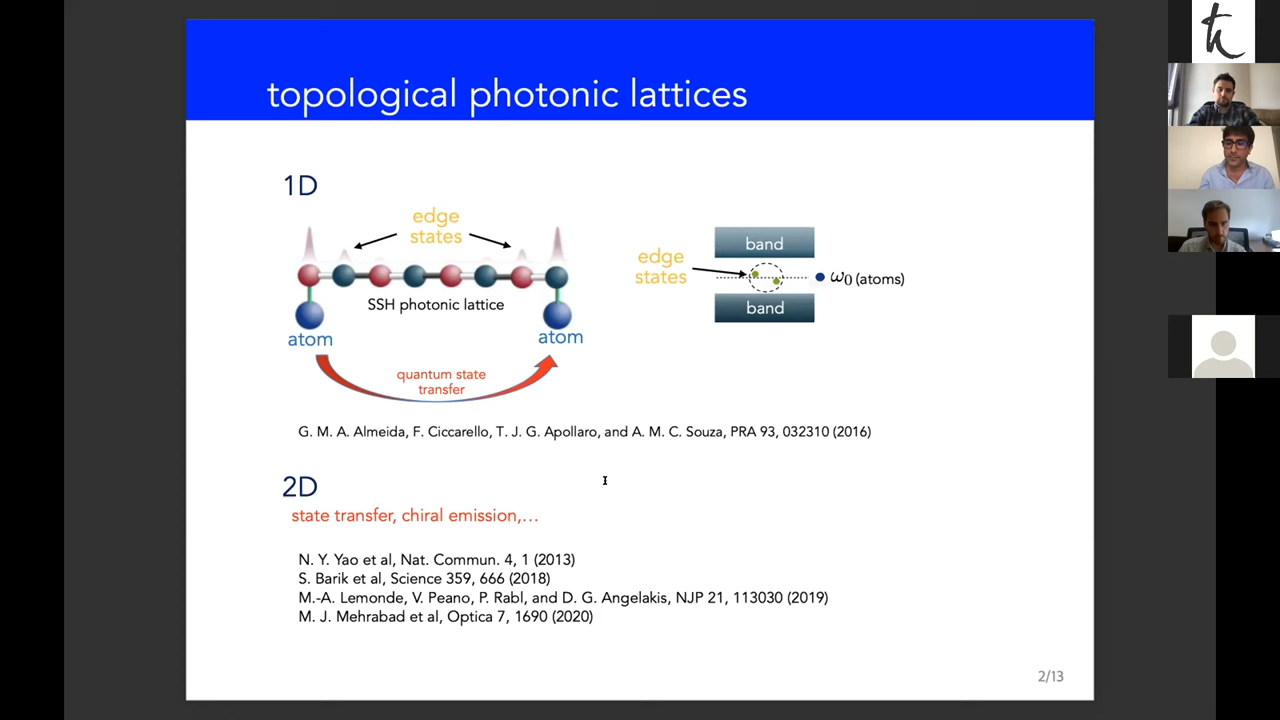 topological photonic lattices
1D
edge
states
SSH photonic lattice
atom
atom
quantum state
transfer
edge
states
band
band
ω₀ (atoms)
G. M. A. Almeida, F. Ciccarello, T. J. G. Apollaro, and A. M. C. Souza, PRA 93, 032310 (2016)
2D
state transfer, chiral emission,…
N. Y. Yao et al, Nat. Commun. 4, 1 (2013)
S. Barik et al, Science 359, 666 (2018)
M.-A. Lemonde, V. Peano, P. Rabl, and D. G. Angelakis, NJP 21, 113030 (2019)
M. J. Mehrabad et al, Optica 7, 1690 (2020)
2/13